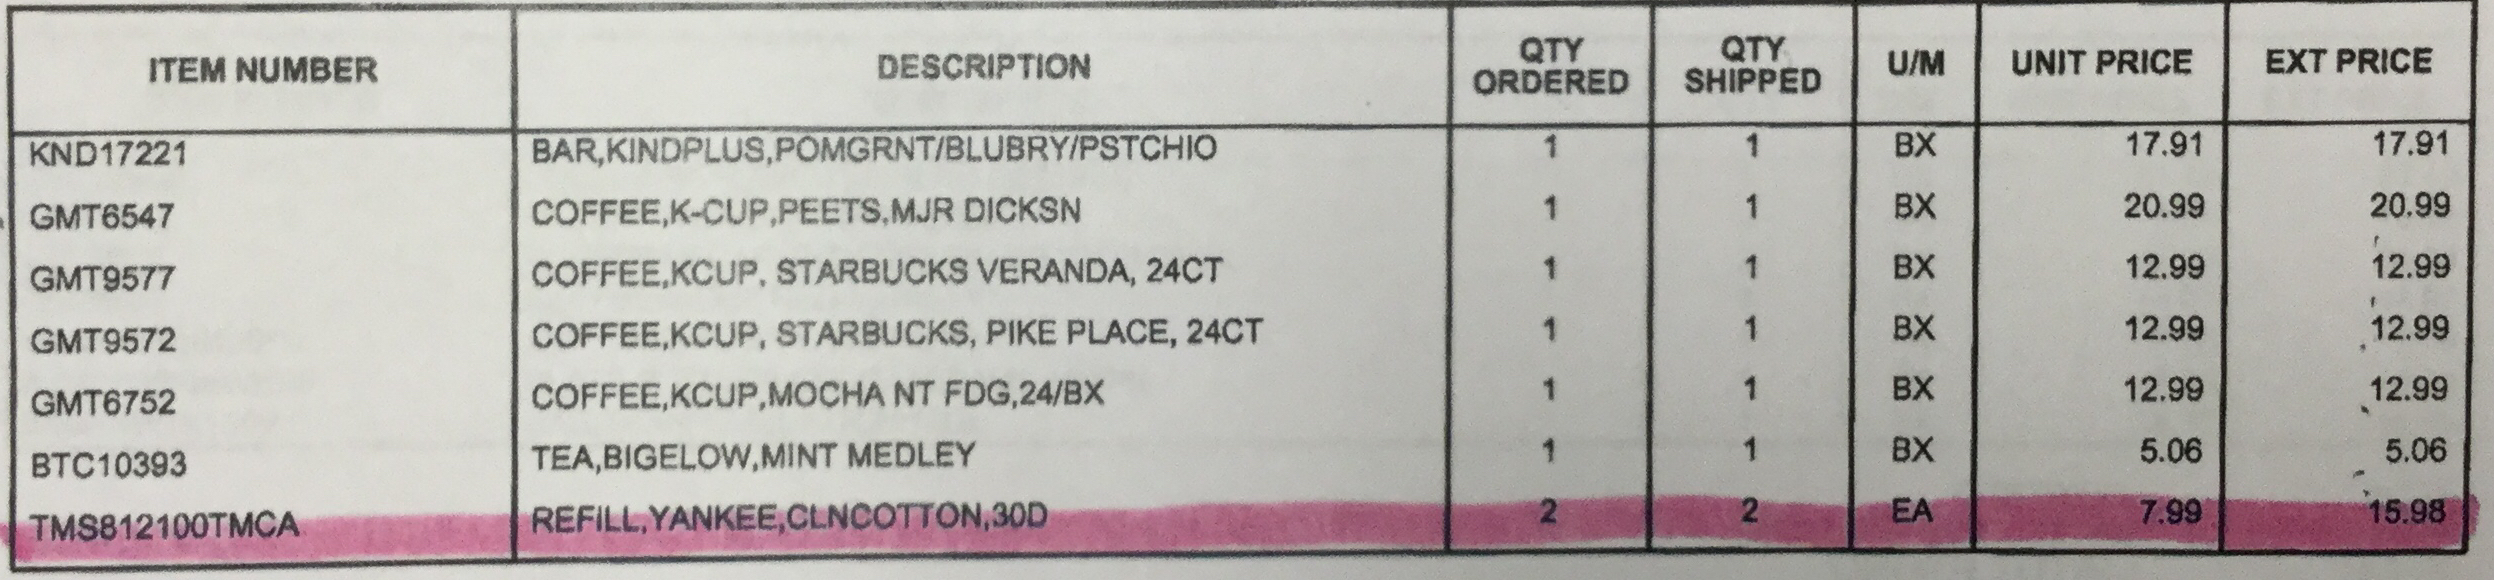 ITEM NUMBER DESCRIPTION QTY ORDERED QTY SHIPPED U/M UNIT PRICE EXT PRICE
KND17221 BAR,KINDPLUS,POMGRNT/BLUBRY/PSTCHIO 1 1 BX 17.91 17.91
GMT6547 COFFEE,K-CUP,PEETS,MJR DICKSN 1 1 BX 20.99 20.99
GMT9577 COFFEE,KCUP, STARBUCKS VERANDA, 24CT 1 1 BX 12.99 12.99
GMT9572 COFFEE,KCUP, STARBUCKS, PIKE PLACE, 24CT 1 1 BX 12.99 12.99
GMT6752 COFFEE,KCUP,MOCHA NT FDG,24/BX 1 1 BX 12.99 12.99
BTC10393 TEA,BIGELOW,MINT MEDLEY 1 1 BX 5.06 5.06
TMS812100TMCA REFILL,YANKEE,CLNCOTTON,30D 2 2 EA 7.99 15.98